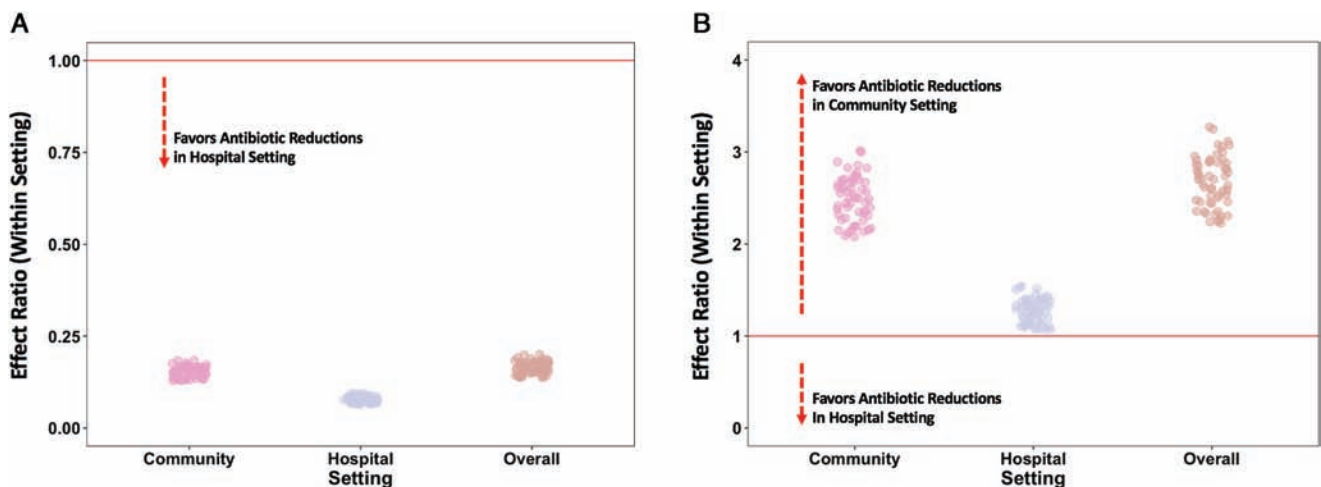 A
Effect Ratio (Within Setting)
1.00
0.75
0.50
0.25
0.00
Favors Antibiotic Reductions
in Hospital Setting
Community
Hospital
Overall
Setting
B
Effect Ratio (Within Setting)
4
3
2
1
0
Favors Antibiotic Reductions
in Community Setting
Favors Antibiotic Reductions
In Hospital Setting
Community
Hospital
Overall
Setting